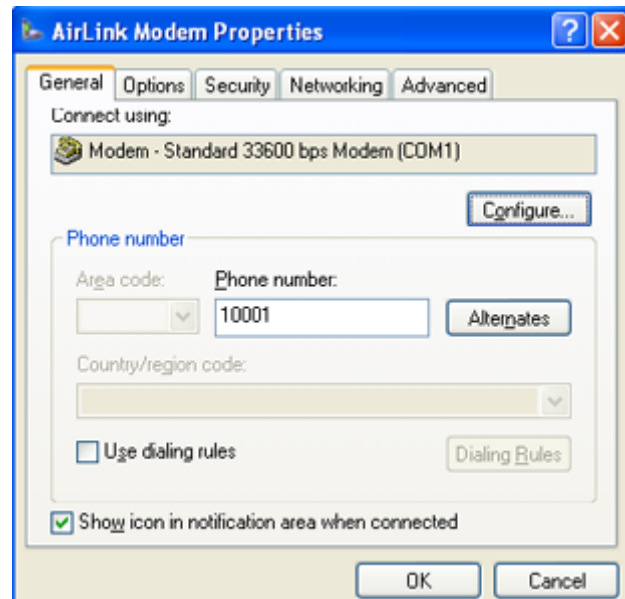 AirLink Modem Properties
General Options Security Networking Advanced
Connect using:
Modem - Standard 33600 bps Modem (COM1)
Configure...
Phone number
Area code: Phone number:
10001 Alternates
Country/region code:
Use dialing rules Dialing Rules
Show icon in notification area when connected
OK Cancel